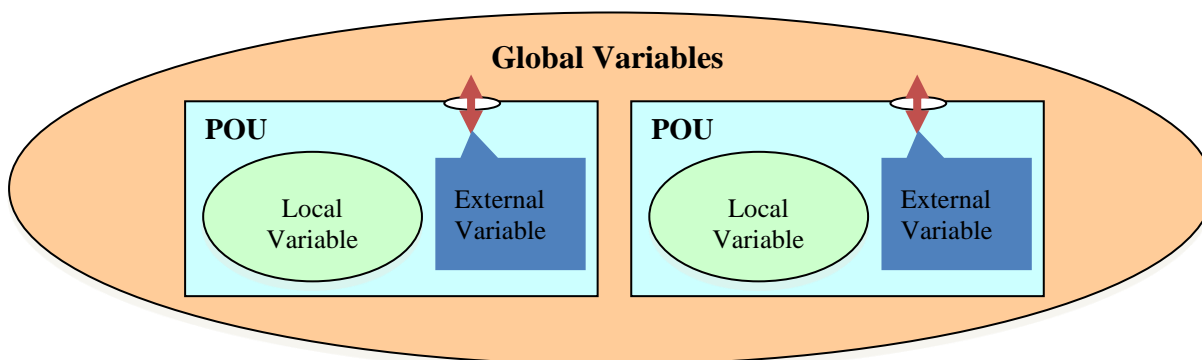 Global Variables
POU
Local
Variable
External
Variable
POU
Local
Variable
External
Variable